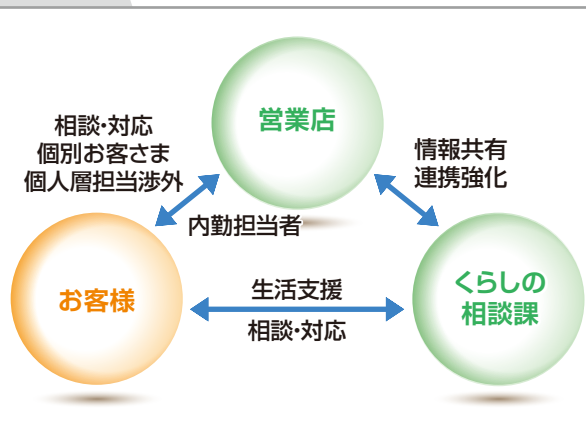 営業店
相談・対応
個別お客さま
個人層担当渉外
情報共有
連携強化
内勤担当者
お客様
生活支援
相談・対応
くらしの
相談課